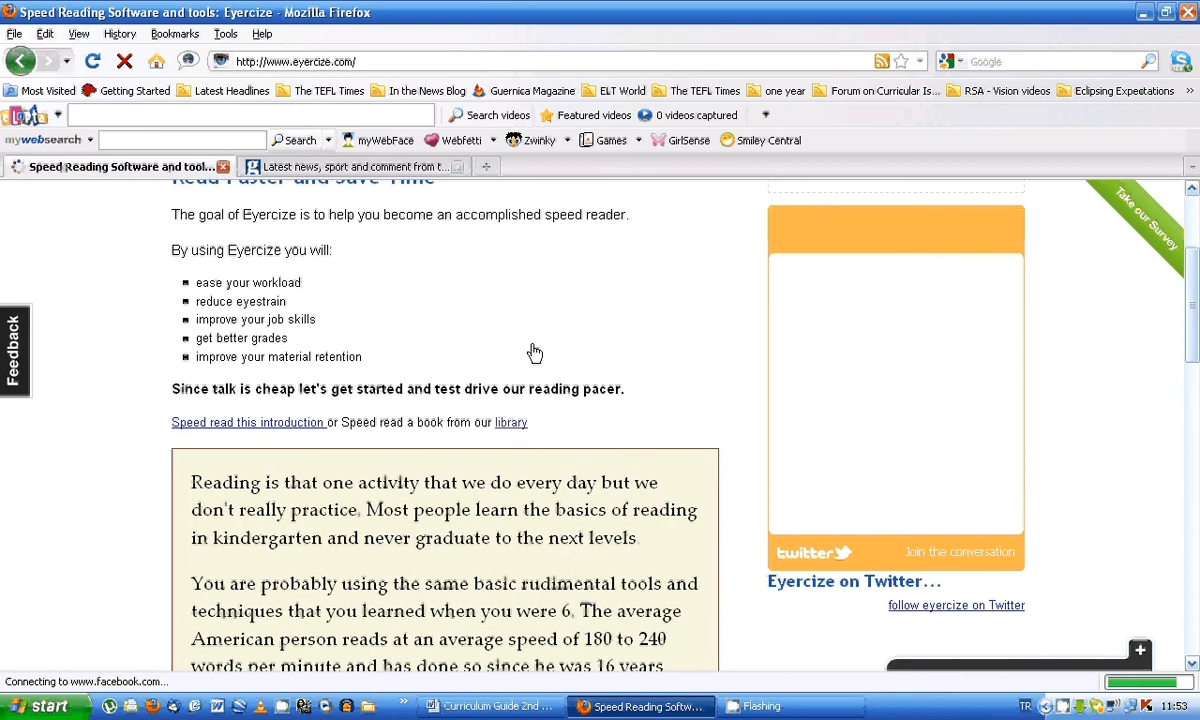 Speed Reading Software and tools: Eyercize - Mozilla Firefox
File Edit View History Bookmarks Tools Help
http://www.eyercize.com/
Google
Most Visited Getting Started Latest Headlines The TEFL Times In the News Blog Guernica Magazine ELT World The TEFL Times one year Forum on Curricular Is... RSA - Vision videos Eclipsing Expectations
Search videos Featured videos 0 videos captured
mywebsearch Search myWebFace Webfetti Zwinky Games GirlSense Smiley Central
Speed Reading Software and tool... Latest news, sport and comment from t...
Read Faster and Save Time
The goal of Eyercize is to help you become an accomplished speed reader.
By using Eyercize you will:
ease your workload
reduce eyestrain
improve your job skills
get better grades
improve your material retention
Since talk is cheap let's get started and test drive our reading pacer.
Speed read this introduction or Speed read a book from our library
Reading is that one activity that we do every day but we
don't really practice. Most people learn the basics of reading
in kindergarten and never graduate to the next levels.
You are probably using the same basic rudimental tools and
techniques that you learned when you were 6. The average
American person reads at an average speed of 180 to 240
words per minute and has done so since he was 16 years
Take our Survey
Feedback
twitter Join the conversation
Eyercize on Twitter...
follow eyercize on Twitter
Connecting to www.facebook.com...
start Curriculum Guide 2nd ... Speed Reading Softw... Flashing TR 11:53